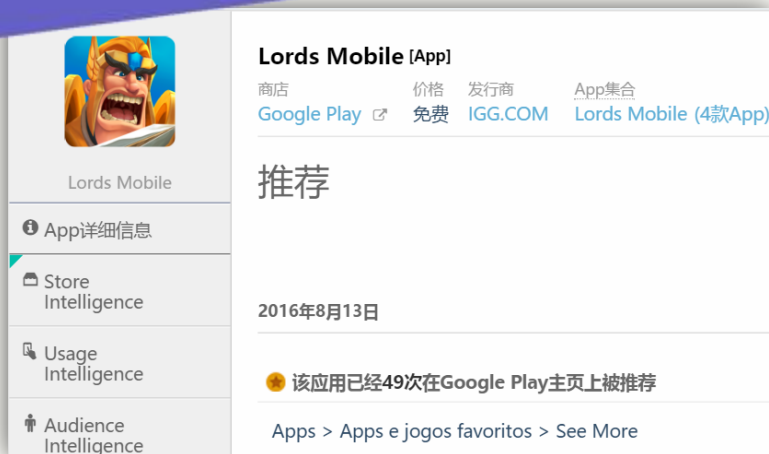 Lords Mobile
App详细信息
Store
Intelligence
Usage
Intelligence
Audience
Intelligence
Lords Mobile [App]
商店 价格 发行商 App集合
Google Play 免费 IGG.COM Lords Mobile (4款App)
推荐
2016年8月13日
该应用已经49次在Google Play主页上被推荐
Apps > Apps e jogos favoritos > See More